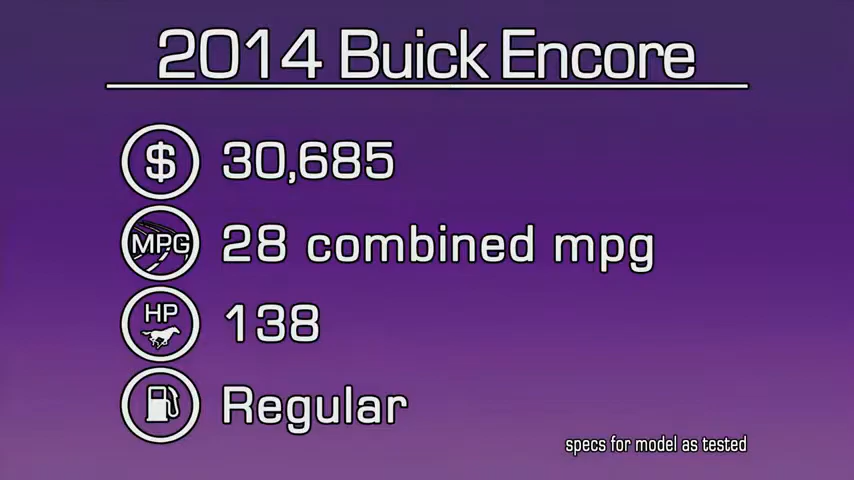 2014 Buick Encore
$ 30,685
MPG 28 combined mpg
HP 138
Regular
specs for model as tested